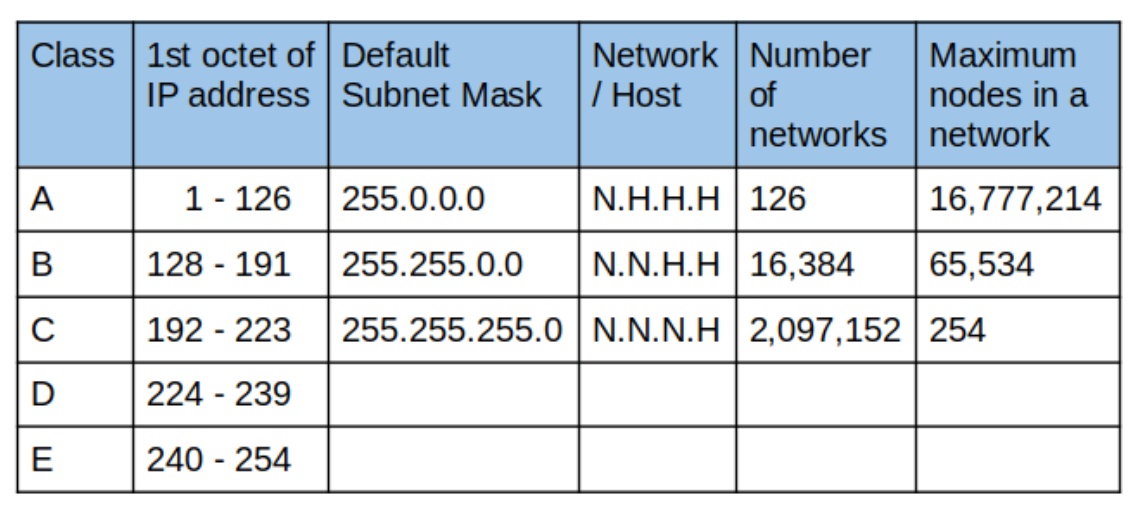 Class 1st octet of IP address Default Subnet Mask Network / Host Number of networks Maximum nodes in a network
A 1 - 126 255.0.0.0 N.H.H.H 126 16,777,214
B 128 - 191 255.255.0.0 N.N.H.H 16,384 65,534
C 192 - 223 255.255.255.0 N.N.N.H 2,097,152 254
D 224 - 239
E 240 - 254